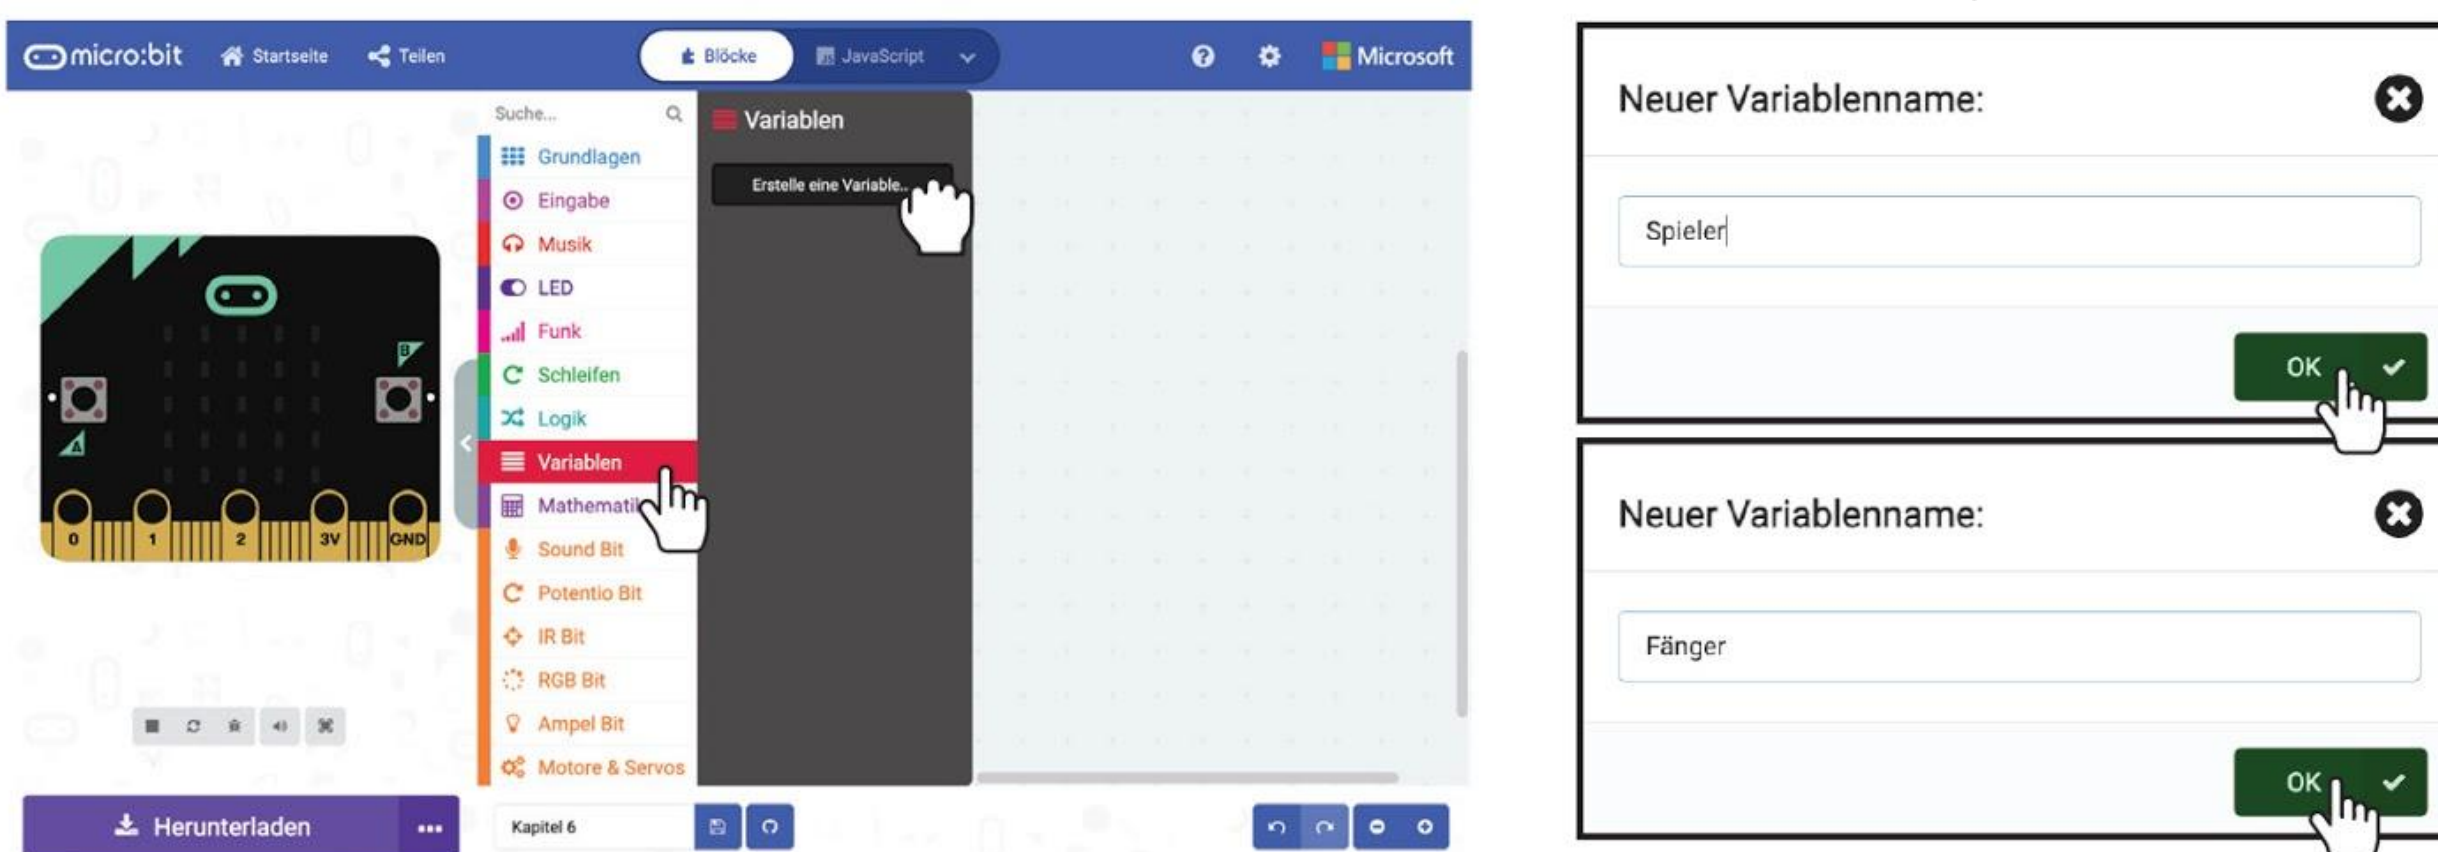 micro:bit Startseite Teilen Blöcke JavaScript Microsoft
Suche...
Grundlagen
Eingabe
Musik
LED
Funk
Schleifen
Logik
Variablen
Mathematik
Sound Bit
Potentio Bit
IR Bit
RGB Bit
Ampel Bit
Motore & Servos
Variablen
Erstelle eine Variable..
B
A
0 1 2 3V GND
Herunterladen ...
Kapitel 6
Neuer Variablenname:
Spieler
OK
Neuer Variablenname:
Fänger
OK